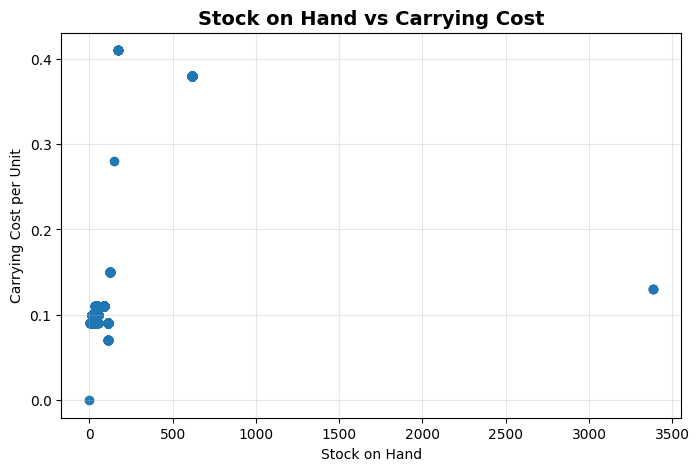 Stock on Hand vs Carrying Cost
Carrying Cost per Unit
0.4
0.3
0.2
0.1
0.0
0 500 1000 1500 2000 2500 3000 3500
Stock on Hand